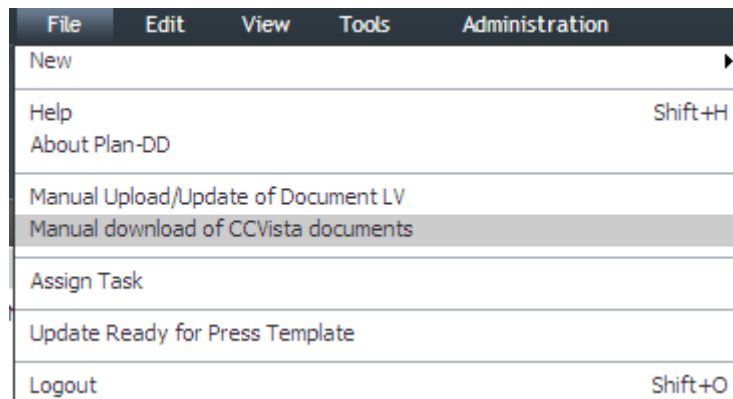 File Edit View Tools Administration
New
Help Shift+H
About Plan-DD
Manual Upload/Update of Document LV
Manual download of CCVista documents
Assign Task
Update Ready for Press Template
Logout Shift+O